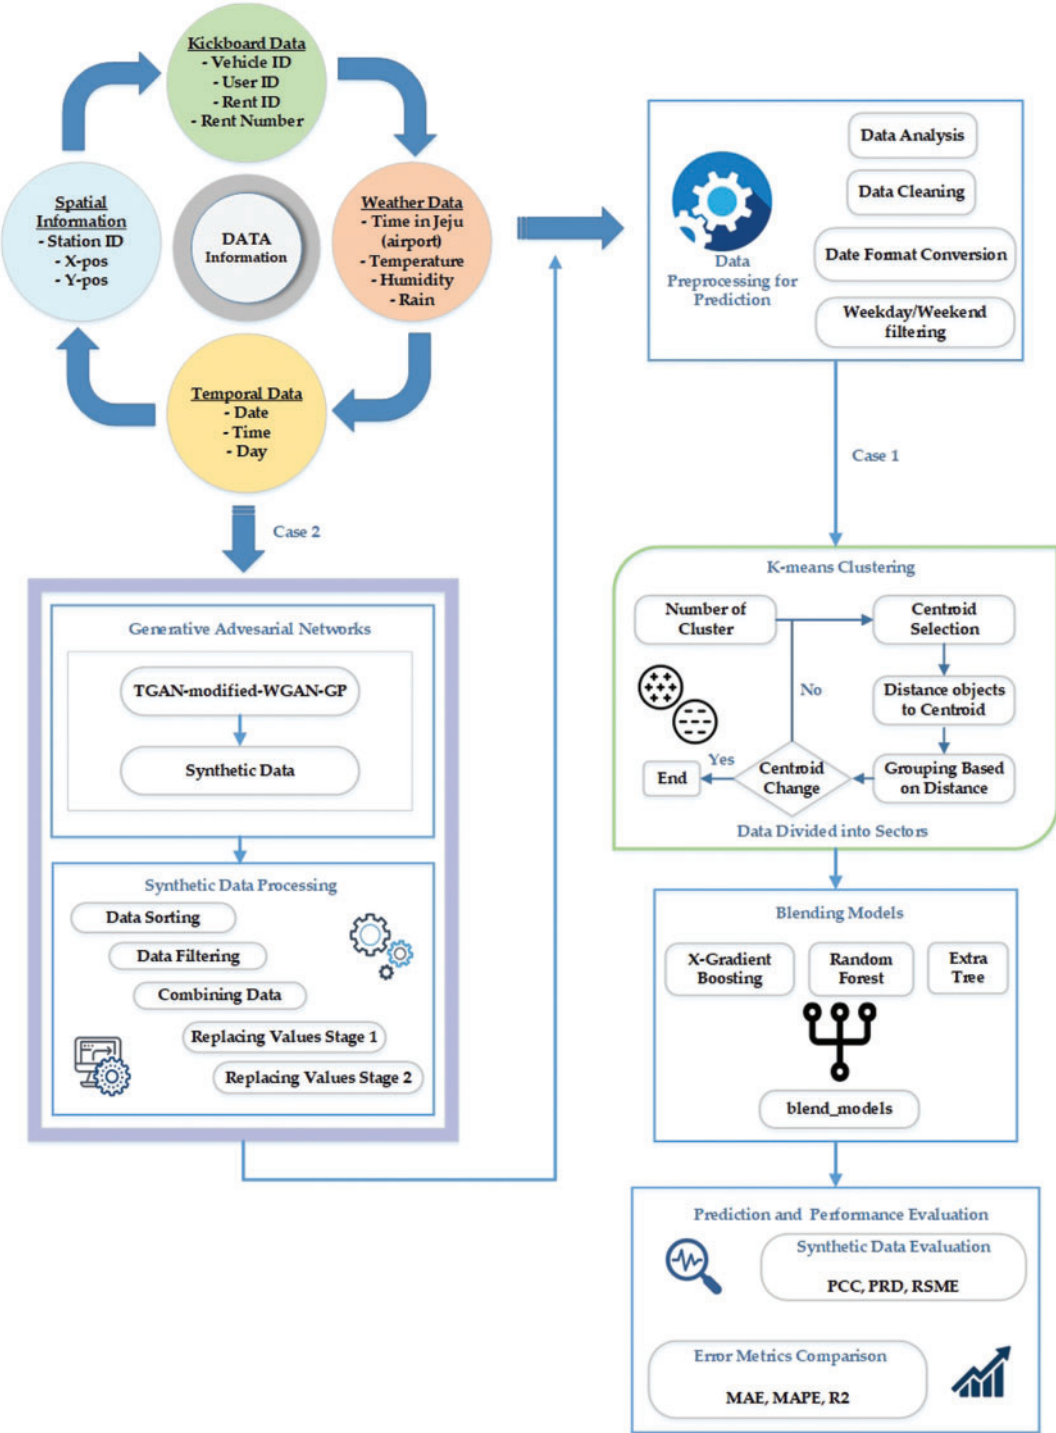 Kickboard Data
- Vehicle ID
- User ID
- Rent ID
- Rent Number
Spatial
Information
- Station ID
- X-pos
- Y-pos
DATA
Information
Weather Data
- Time in Jeju
(airport)
- Temperature
- Humidity
- Rain
Temporal Data
- Date
- Time
- Day
Case 2
Generative Advesarial Networks
TGAN-modified-WGAN-GP
Synthetic Data
Synthetic Data Processing
Data Sorting
Data Filtering
Combining Data
Replacing Values Stage 1
Replacing Values Stage 2
Data
Preprocessing for
Prediction
Data Analysis
Data Cleaning
Date Format Conversion
Weekday/Weekend
filtering
Case 1
K-means Clustering
Number of
Cluster
Centroid
Selection
No
Distance objects
to Centroid
Yes
End
Centroid
Change
Grouping Based
on Distance
Data Divided into Sectors
Blending Models
X-Gradient
Boosting
Random
Forest
Extra
Tree
blend_models
Prediction and Performance Evaluation
Synthetic Data Evaluation
PCC, PRD, RSME
Error Metrics Comparison
MAE, MAPE, R2